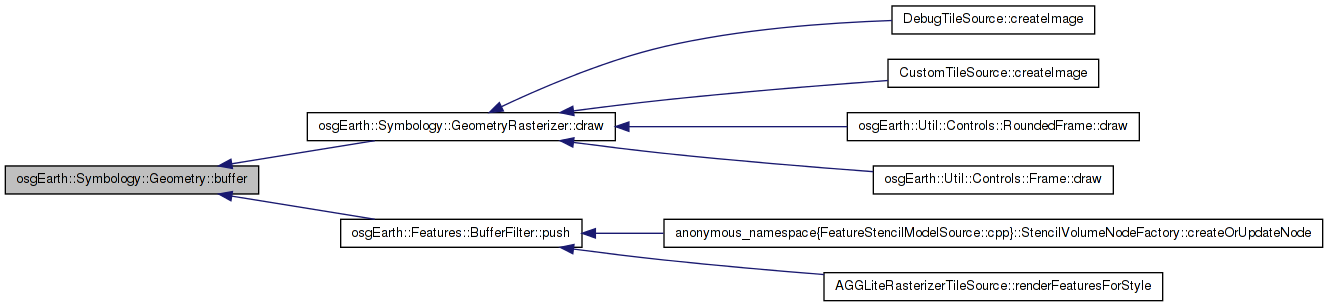 DebugTileSource::createImage
CustomTileSource::createImage
osgEarth::Symbology::GeometryRasterizer::draw
osgEarth::Util::Controls::RoundedFrame::draw
osgEarth::Symbology::Geometry::buffer
osgEarth::Util::Controls::Frame::draw
osgEarth::Features::BufferFilter::push
anonymous_namespace{FeatureStencilModelSource::cpp}::StencilVolumeNodeFactory::createOrUpdateNode
AGGLiteRasterizerTileSource::renderFeaturesForStyle